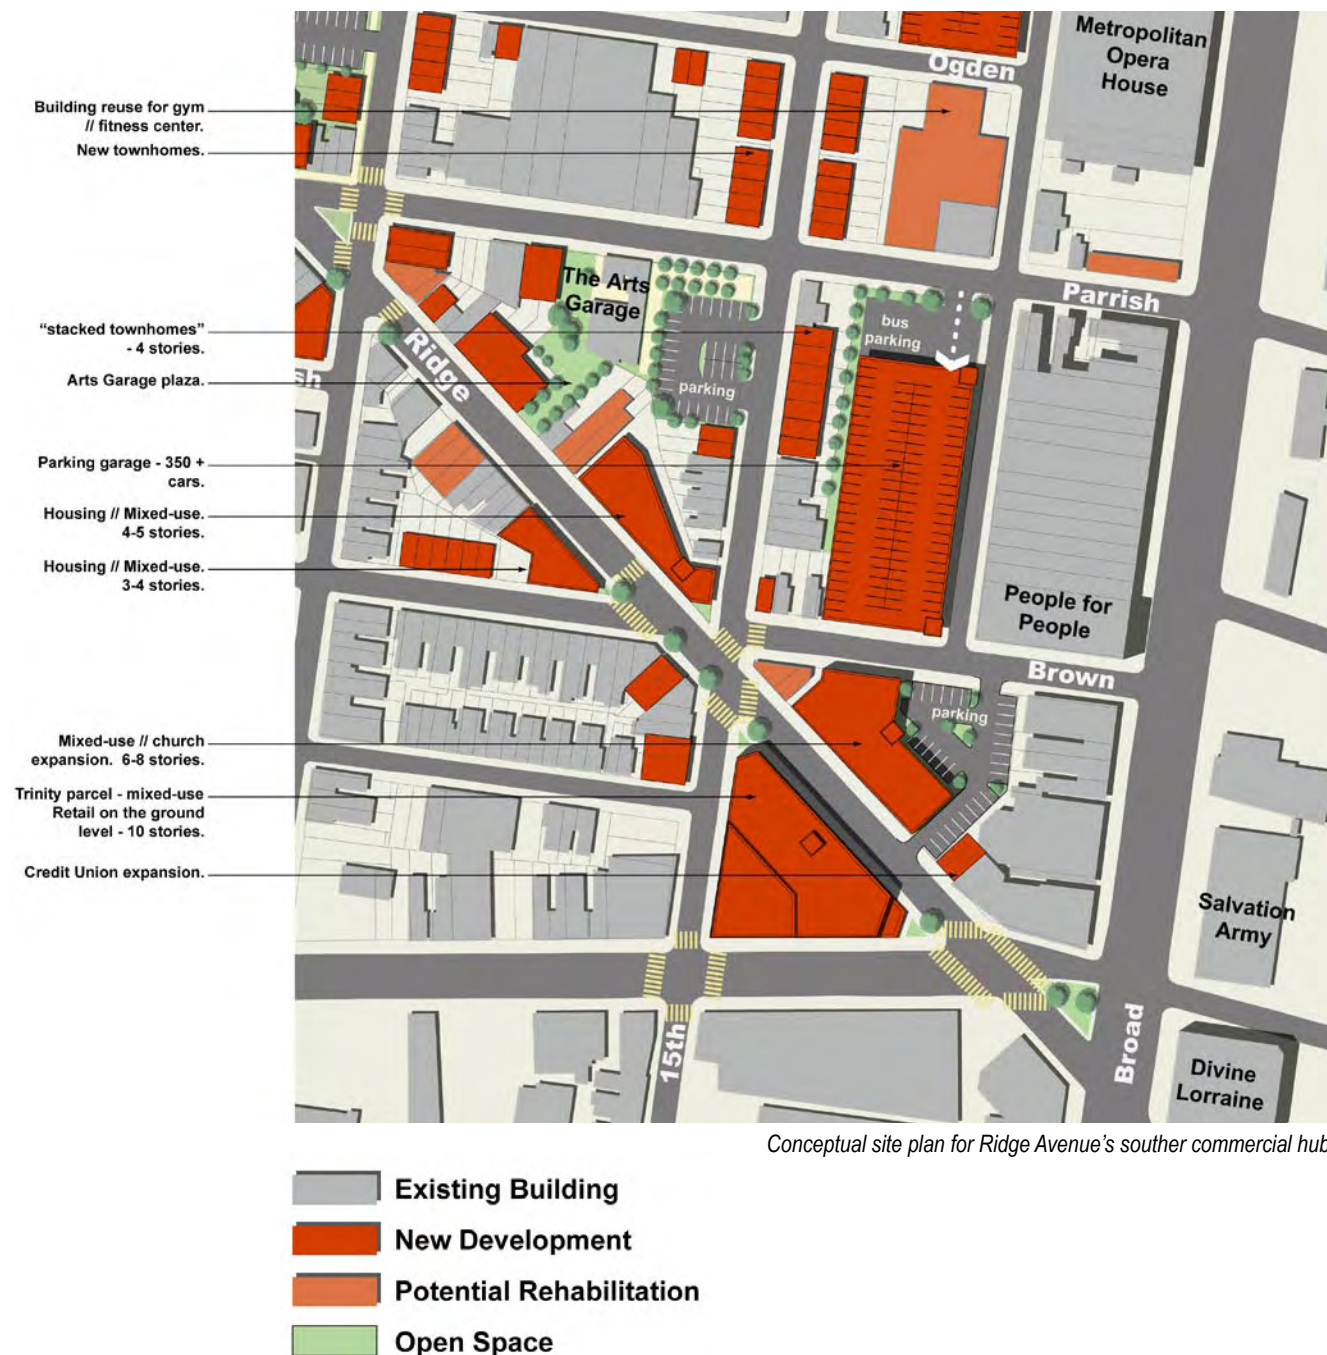 Metropolitan
Opera
House
Ogden
Building reuse for gym
// fitness center.
New townhomes.
The Arts
Garage
Parrish
bus
parking
"stacked townhomes"
- 4 stories.
Ridge
sh
Arts Garage plaza.
parking
Parking garage - 350 +
cars.
Housing // Mixed-use.
4-5 stories.
Housing // Mixed-use.
3-4 stories.
People for
People
Brown
parking
Mixed-use // church
expansion. 6-8 stories.
Trinity parcel - mixed-use
Retail on the ground
level - 10 stories.
Credit Union expansion.
Salvation
Army
15th
Broad
Divine
Lorraine
Conceptual site plan for Ridge Avenue's souther commercial hub
Existing Building
New Development
Potential Rehabilitation
Open Space